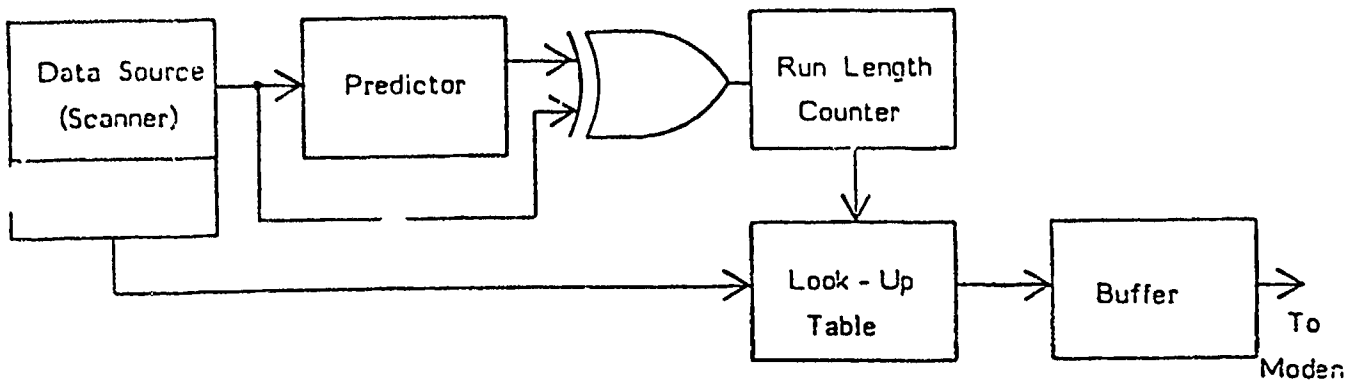 Data Source
(Scanner)
Predictor
Run Length
Counter
Look - Up
Table
Buffer
To
Moden